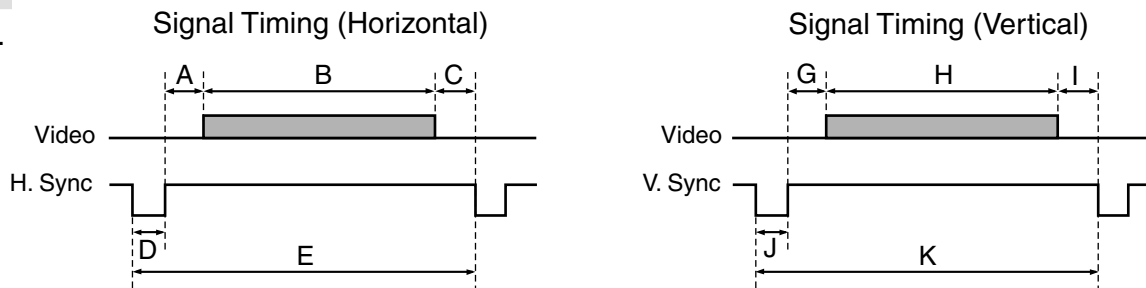 Signal Timing (Horizontal)
A B C
Video
H. Sync
D
E
Signal Timing (Vertical)
G H I
Video
V. Sync
J
K